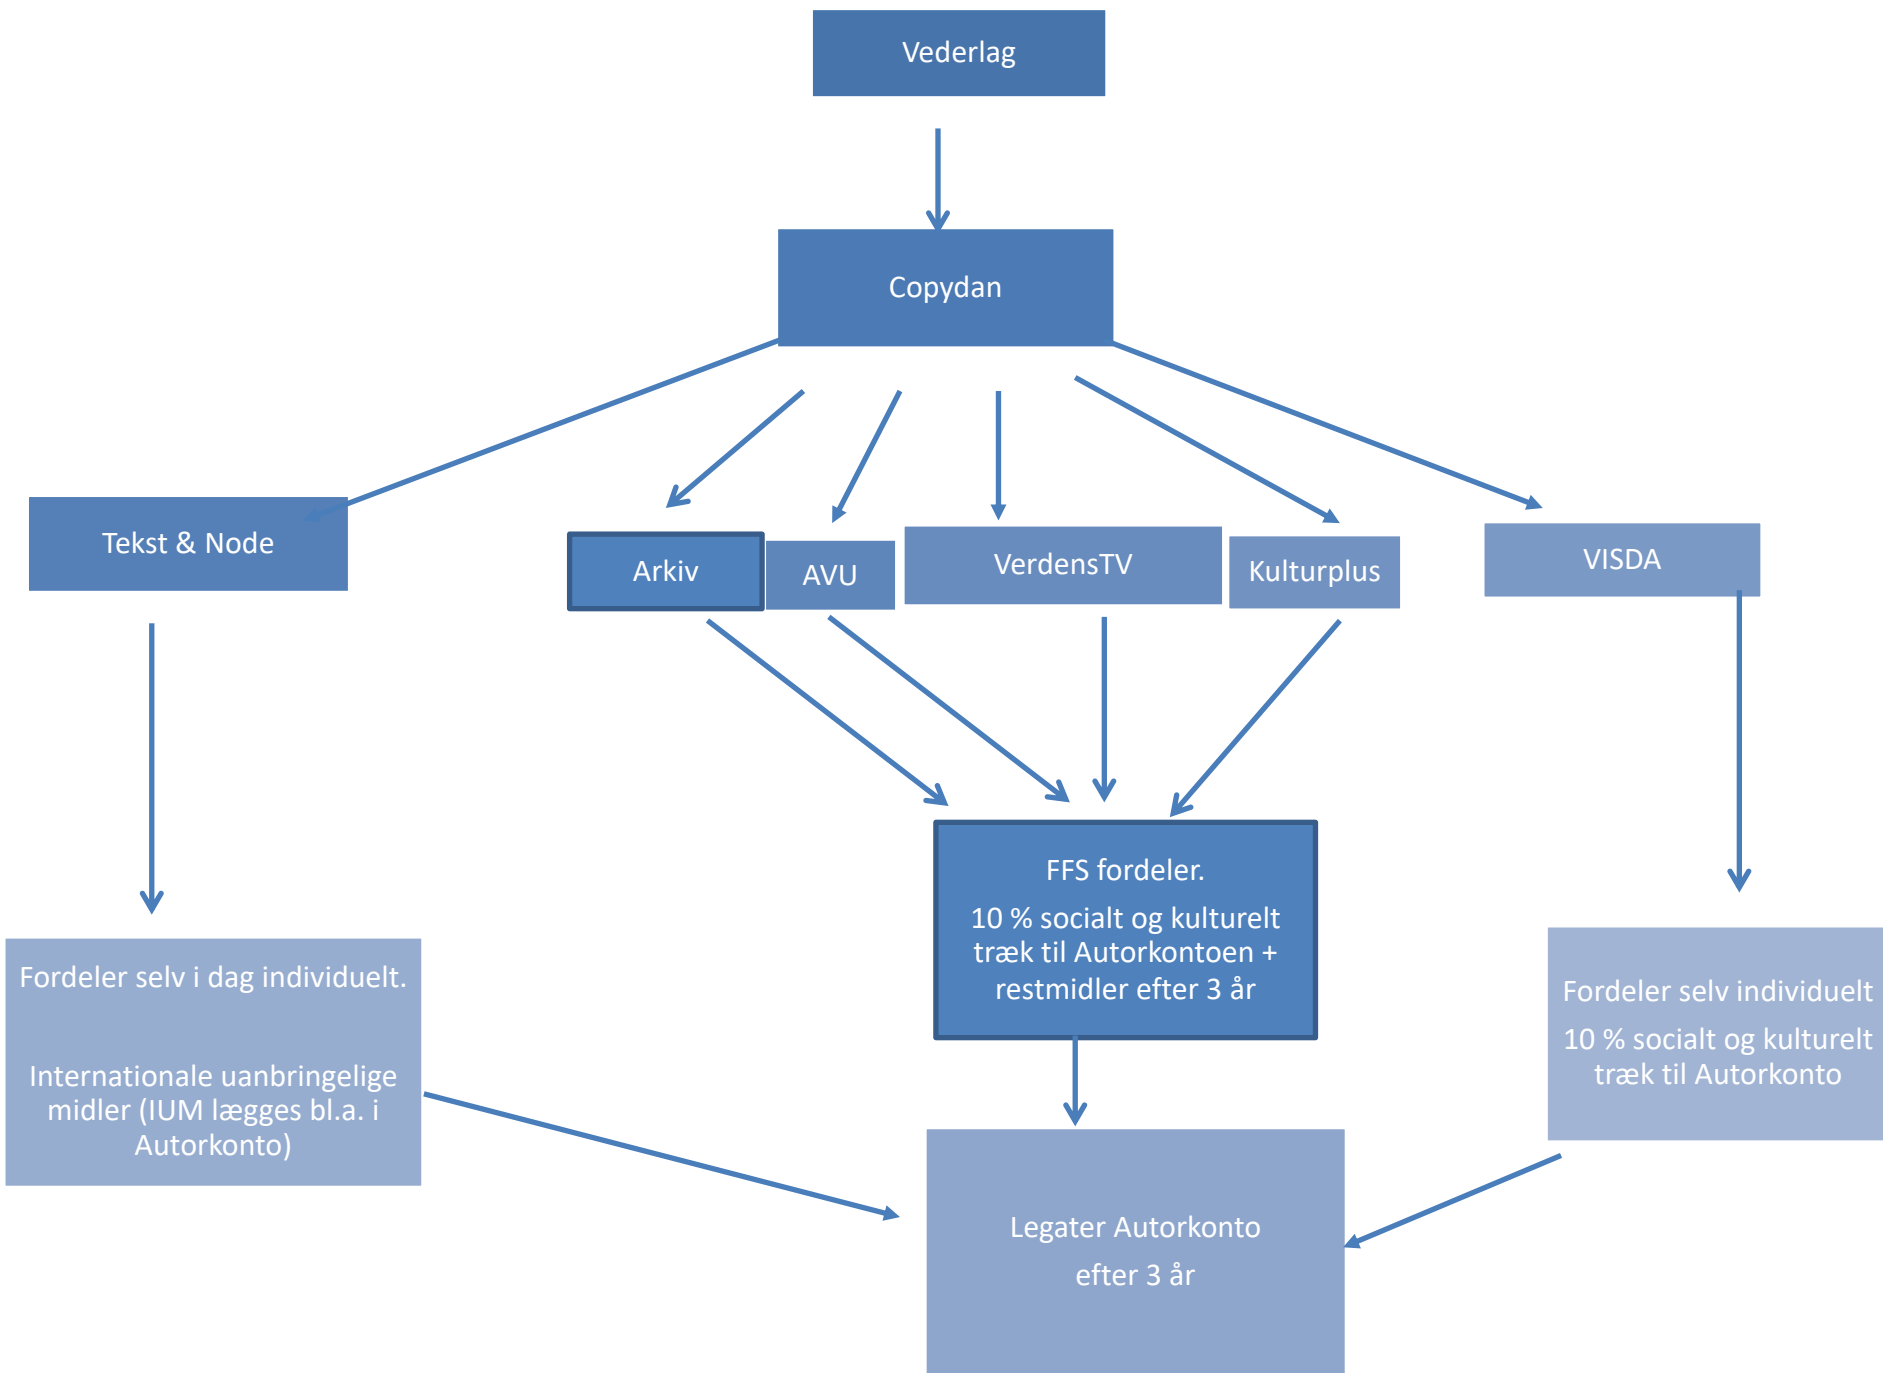 Vederlag
Copydan
Tekst & Node
Arkiv
AVU
VerdensTV
Kulturplus
VISDA
Fordeler selv i dag individuelt.
Internationale uanbringelige
midler (IUM lægges bl.a. i
Autorkonto)
FFS fordeler.
10 % socialt og kulturelt
træk til Autorkontoen +
restmidler efter 3 år
Fordeler selv individuelt
10 % socialt og kulturelt
træk til Autorkonto
Legater Autorkonto
efter 3 år